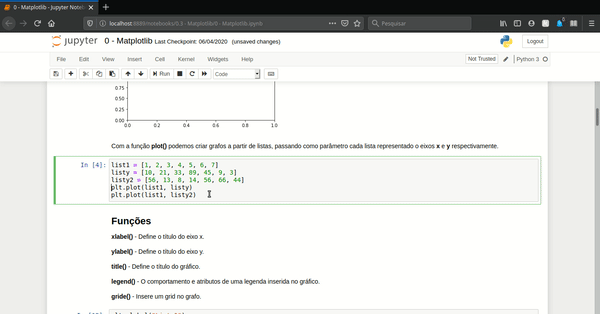 0 - Matplotlib - Jupyter Noteb
localhost:8888/notebooks/0.3 - Matplotlib/0 - Matplotlib.ipynb
Pesquisar
jupyter 0 - Matplotlib Last Checkpoint: 06/04/2020 (unsaved changes)
Logout
File Edit View Insert Cell Kernel Widgets Help
Not Trusted
Python 3
Run
Code
0.75
0.50
0.25
0.00
0.0 0.2 0.4 0.6 0.8 1.0
Com a função plot() podemos criar grafos a partir de listas, passando como parâmetro cada lista representado o eixos x e y respectivamente.
In [4]:
list1 = [1, 2, 3, 4, 5, 6, 7]
listy = [10, 21, 33, 89, 45, 9, 3]
listy2 = [56, 13, 8, 14, 56, 66, 44]
plt.plot(list1, listy)
plt.plot(list1, listy2)
Funções
xlabel() - Define o título do eixo x.
ylabel() - Define o título do eixo y.
title() - Define o título do gráfico.
legend() - O comportamento e atributos de uma legenda inserida no gráfico.
gride() - Insere um grid no grafo.